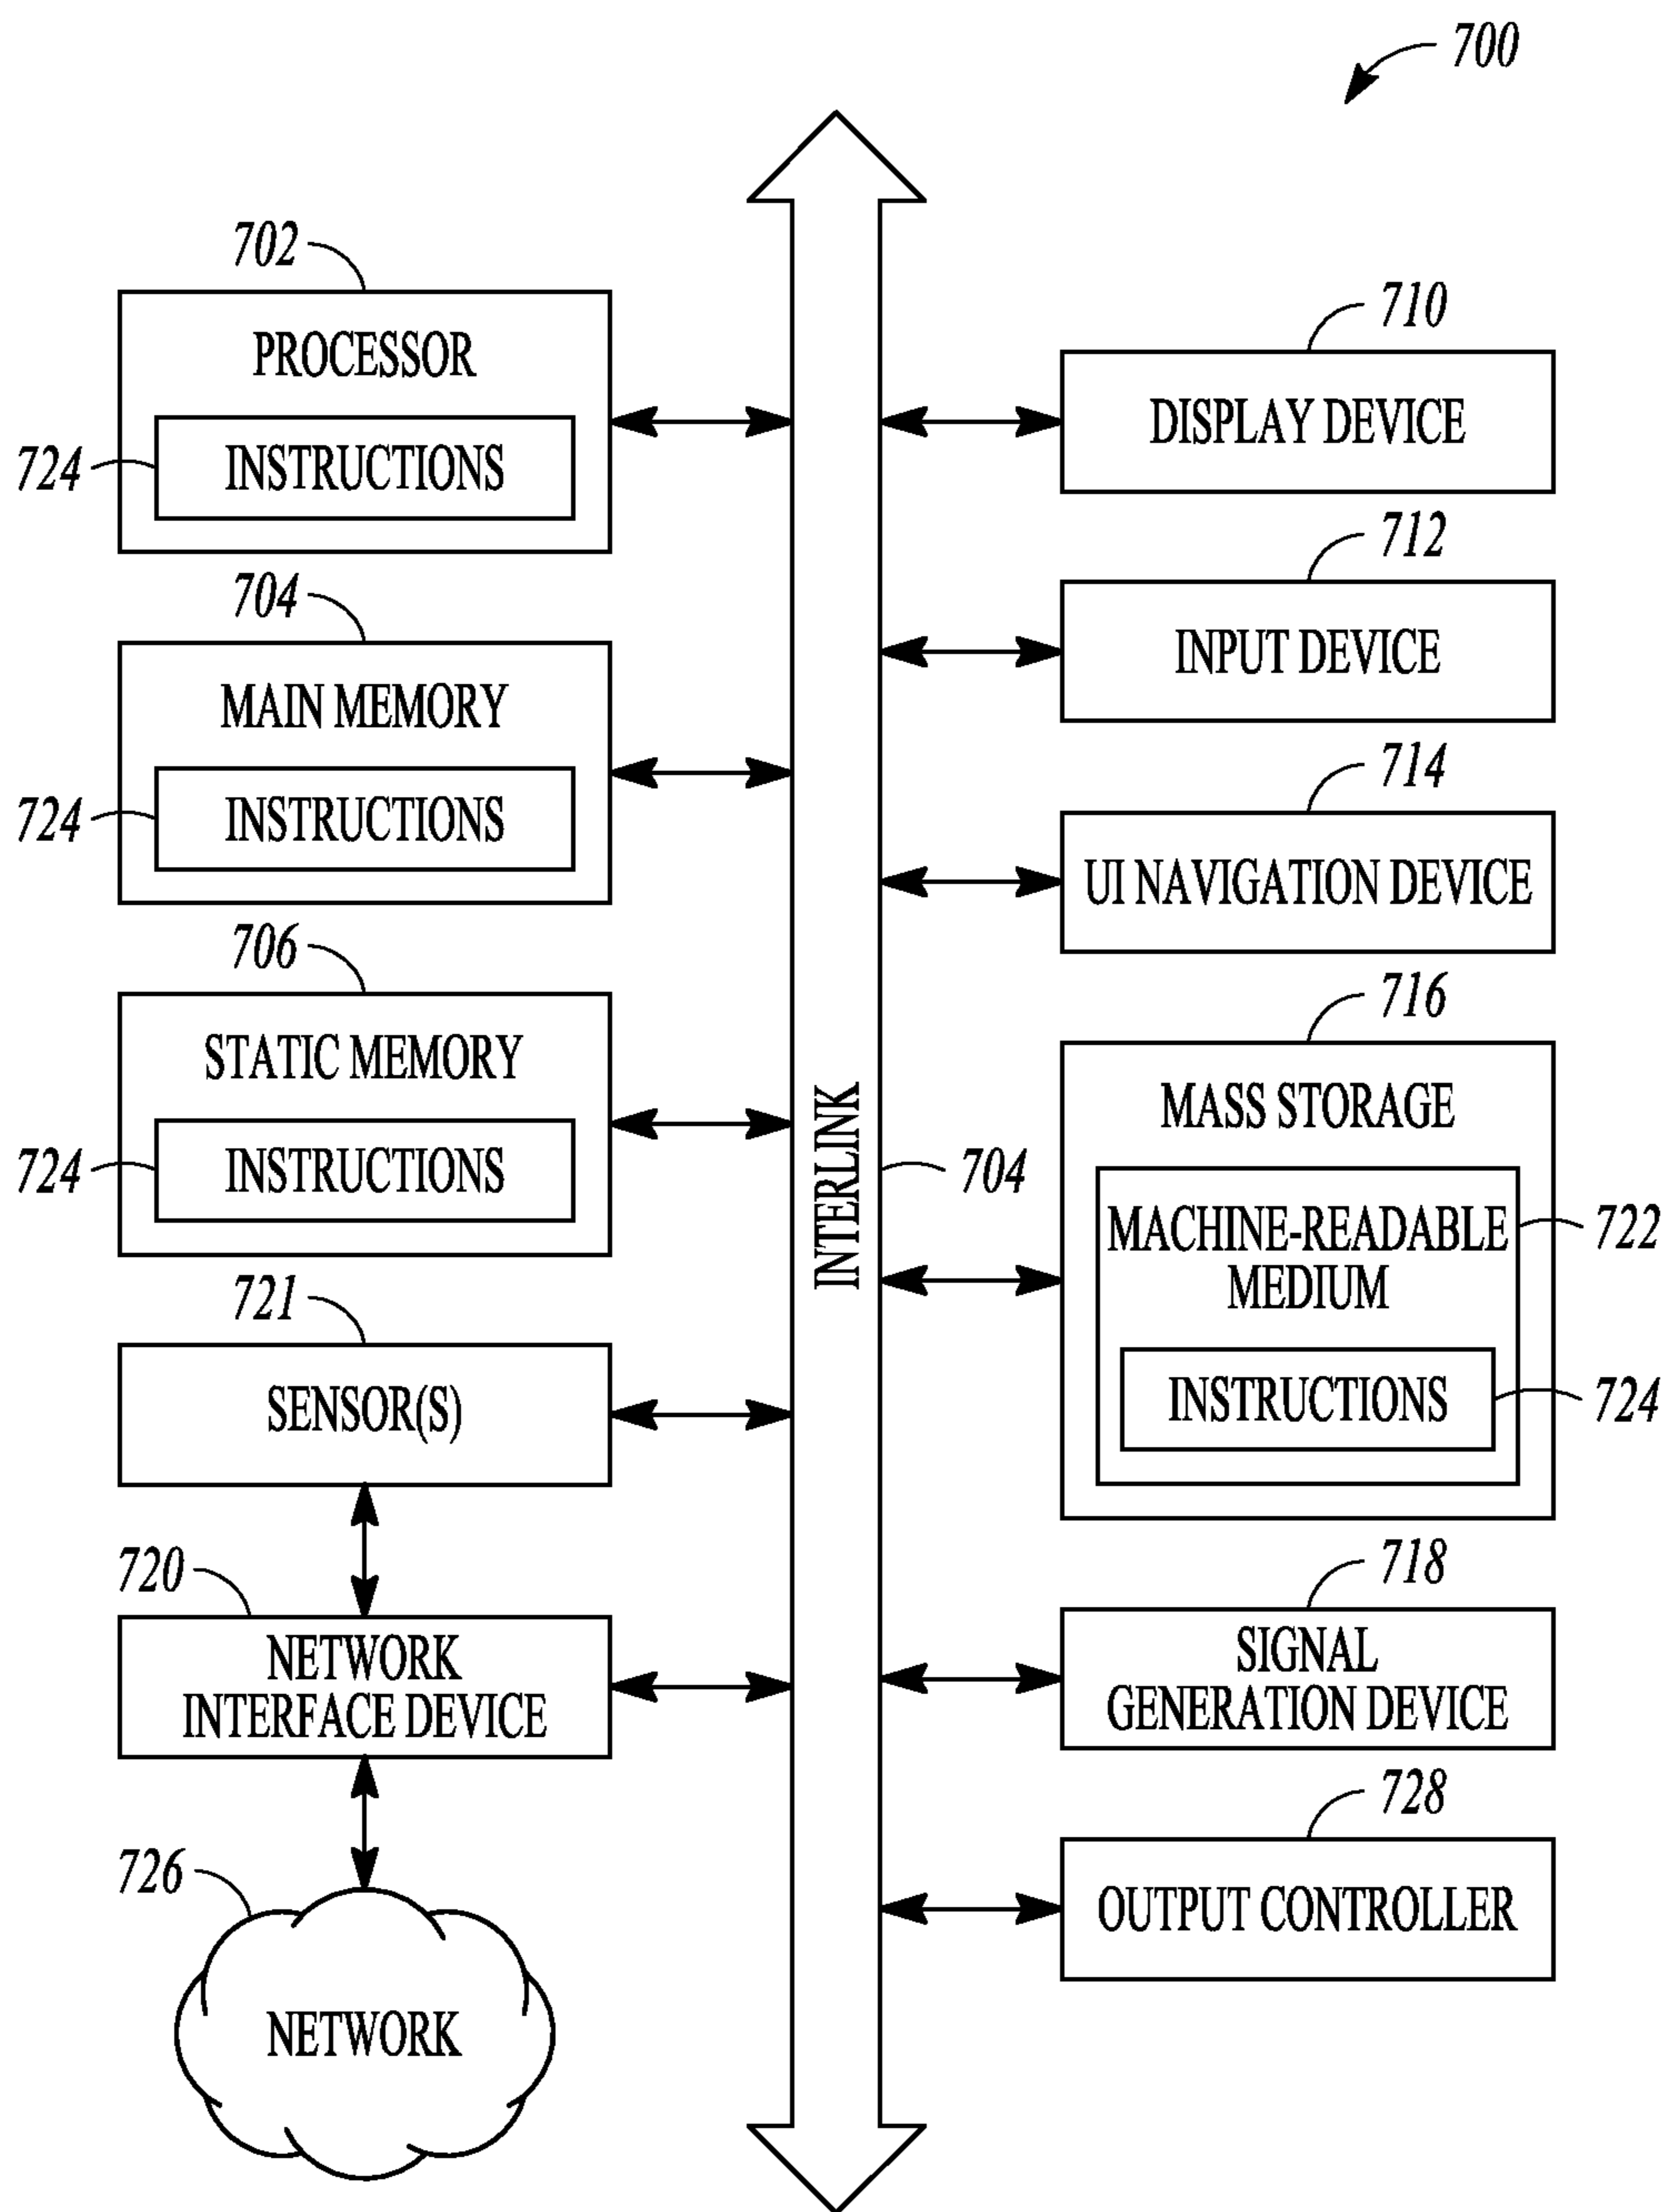 700
702
PROCESSOR
724
INSTRUCTIONS
704
MAIN MEMORY
724
INSTRUCTIONS
706
STATIC MEMORY
724
INSTRUCTIONS
721
SENSOR(S)
720
NETWORK
INTERFACE DEVICE
726
NETWORK
INTERLINK
704
710
DISPLAY DEVICE
712
INPUT DEVICE
714
UI NAVIGATION DEVICE
716
MASS STORAGE
MACHINE-READABLE
MEDIUM
722
INSTRUCTIONS
724
718
SIGNAL
GENERATION DEVICE
728
OUTPUT CONTROLLER